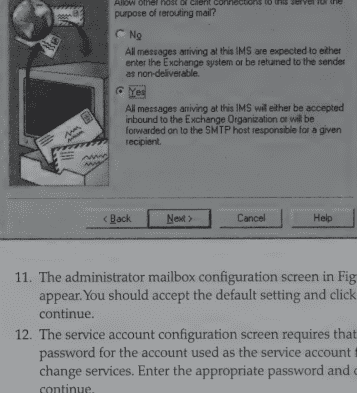 Allow other host or client connections to this server for the
purpose of rerouting mail?
No
All messages arriving at this IMS are expected to either
enter the Exchange system or be returned to the sender
as non-deliverable.
Yes
All messages arriving at this IMS will either be accepted
inbound to the Exchange Organization or will be
forwarded on to the SMTP host responsible for a given
recipient.
< Back Next > Cancel Help
11. The administrator mailbox configuration screen in Fig
appear. You should accept the default setting and click
continue.
12. The service account configuration screen requires that
password for the account used as the service account
change services. Enter the appropriate password and
continue.